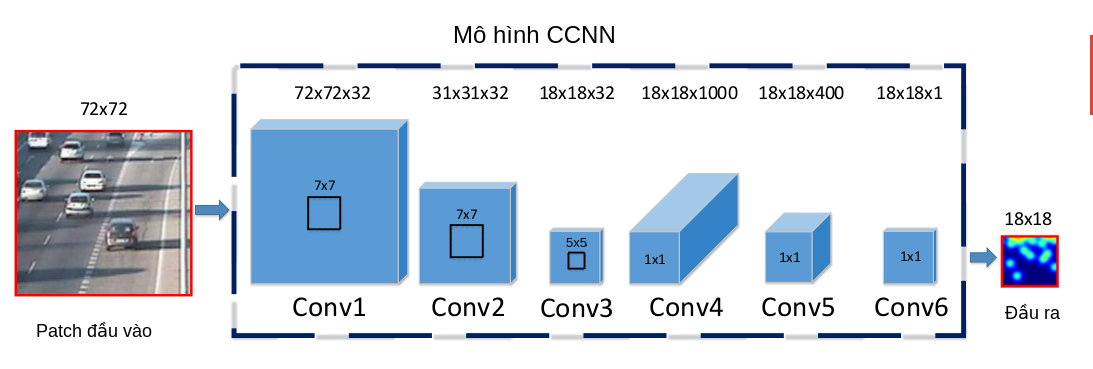 Mô hình CCNN
72x72
72x72x32
31x31x32
18x18x32
18x18x1000
18x18x400
18x18x1
7x7
7x7
5x5
1x1
1x1
1x1
18x18
Conv1
Conv2
Conv3
Conv4
Conv5
Conv6
Patch đầu vào
Đầu ra